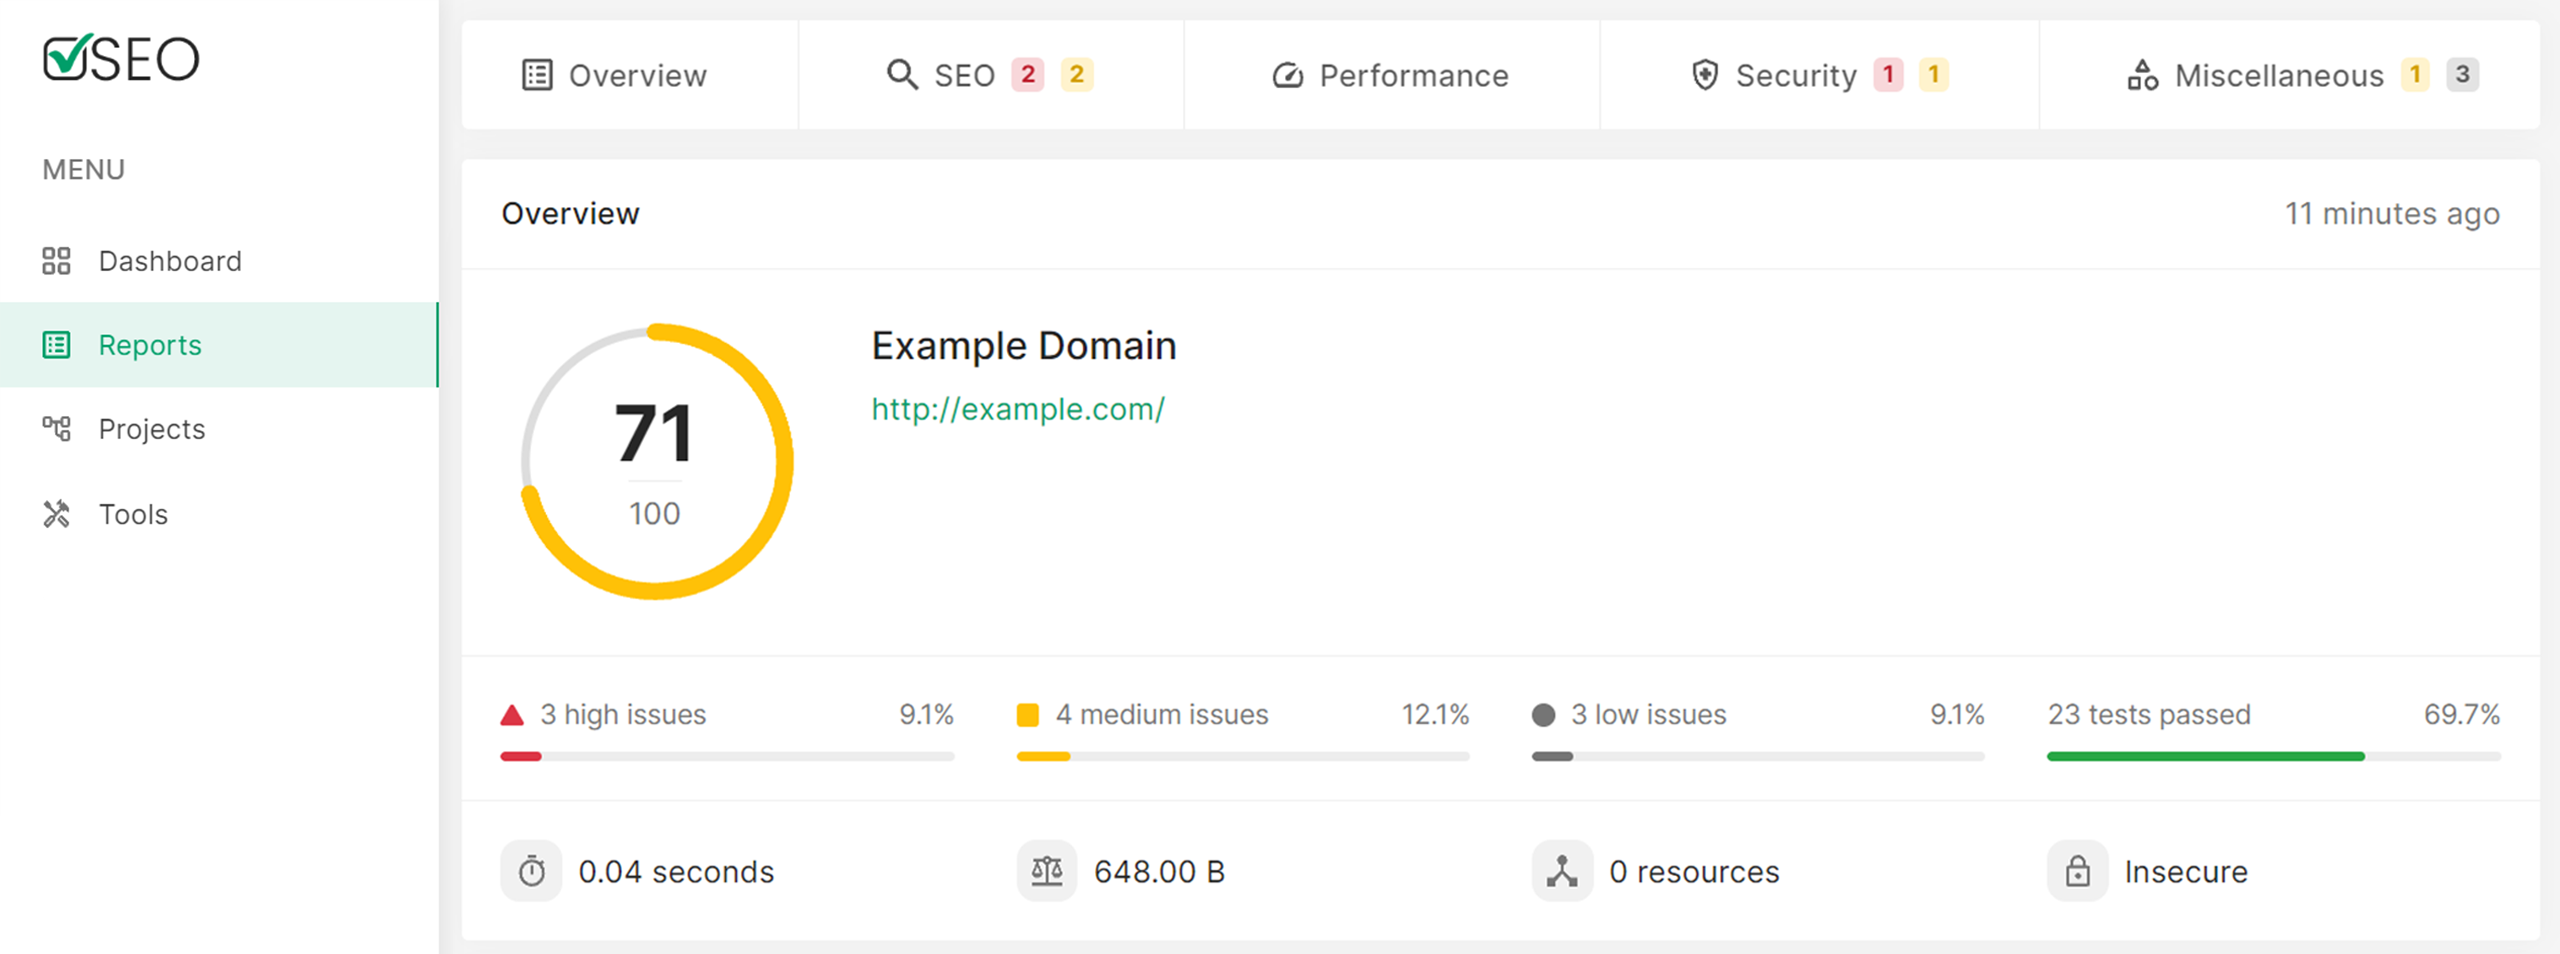 SEO
MENU
Dashboard
Reports
Projects
Tools
Overview
SEO 2 2
Performance
Security 1 1
Miscellaneous 1 3
Overview
11 minutes ago
71
100
Example Domain
http://example.com/
3 high issues 9.1%
4 medium issues 12.1%
3 low issues 9.1%
23 tests passed 69.7%
0.04 seconds
648.00 B
0 resources
Insecure